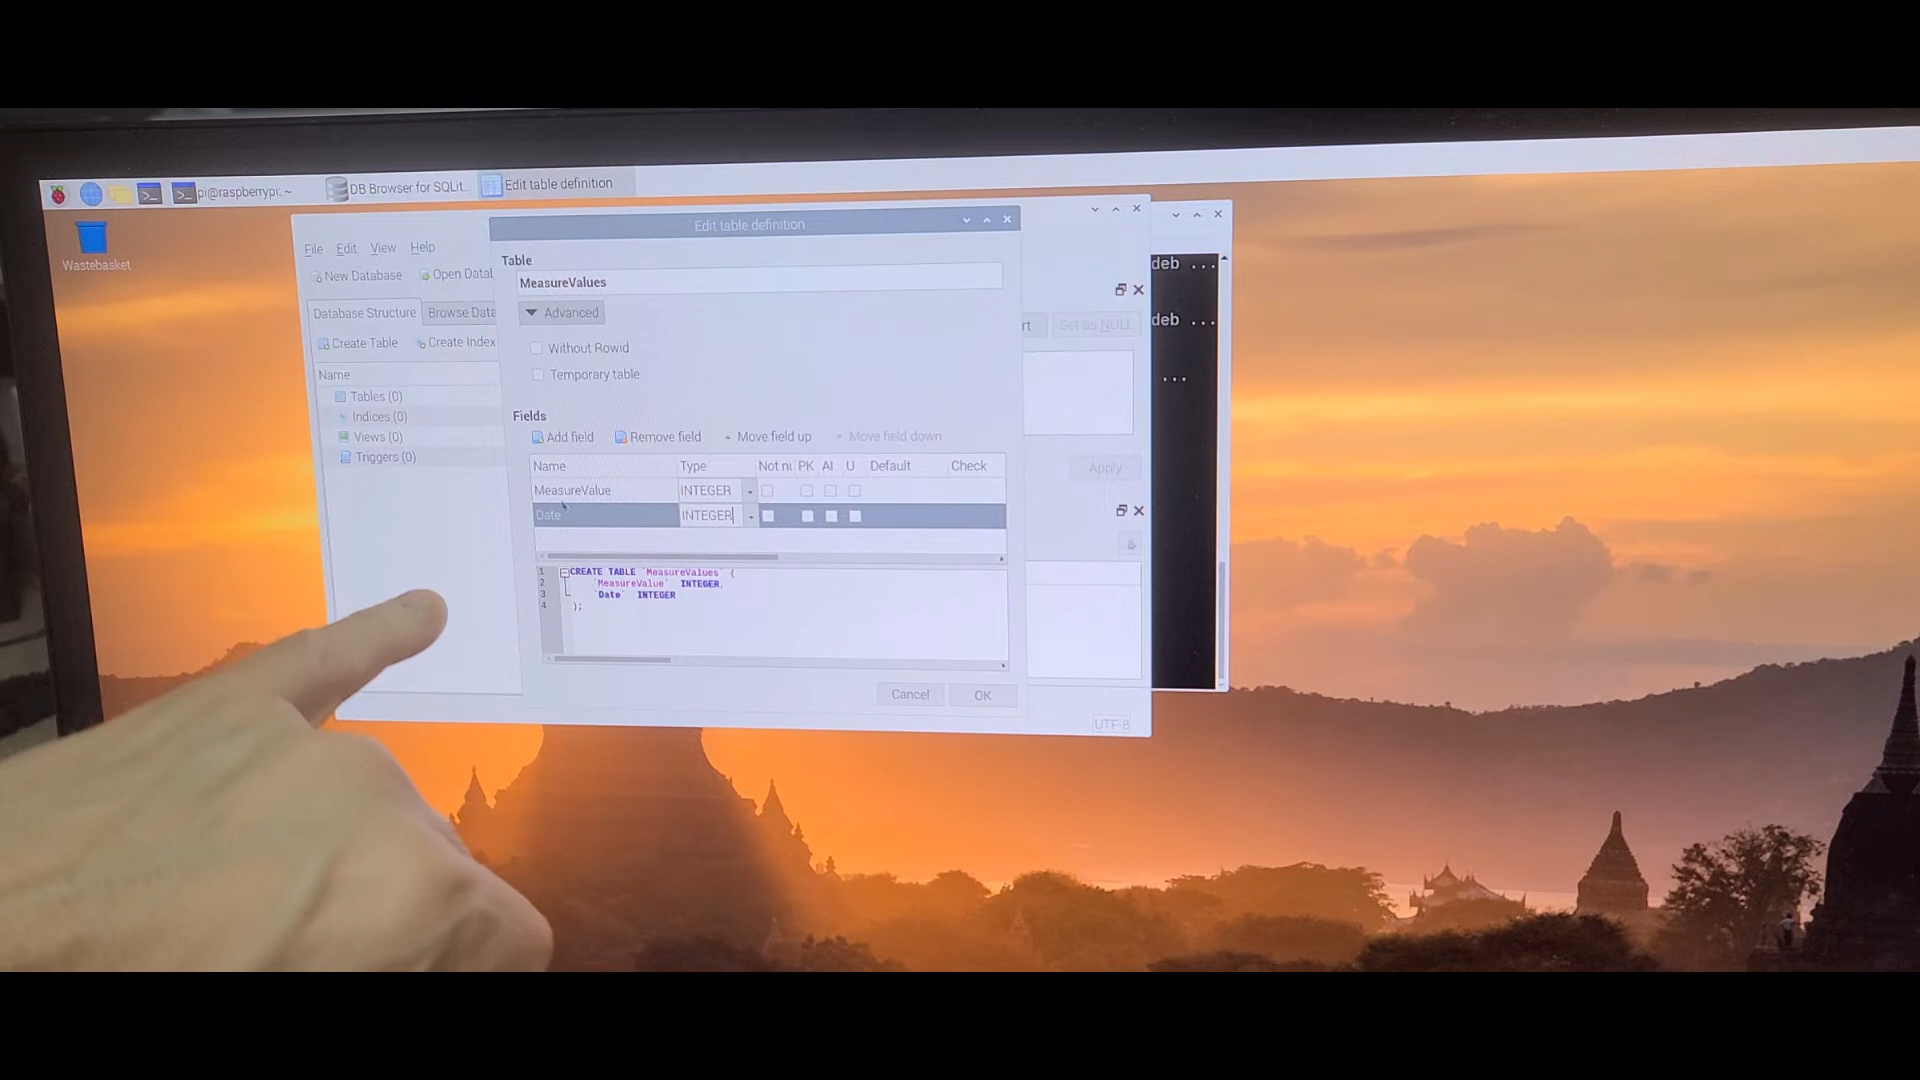 pi@raspberrypi: ~
DB Browser for SQLit...
Edit table definition
Wastebasket
File Edit View Help
New Database
Open Datab
Database Structure
Browse Data
Create Table
Create Index
Name
Tables (0)
Indices (0)
Views (0)
Triggers (0)
Edit table definition
Table
MeasureValues
Advanced
Without Rowid
Temporary table
Fields
Add field Remove field Move field up Move field down
Name Type Not nu PK AI U Default Check
MeasureValue INTEGER
Date INTEGER
1 CREATE TABLE `MeasureValues` (
2 `MeasureValue` INTEGER,
3 `Date` INTEGER
4 );
Cancel OK
rt
Set as NULL
Apply
UTF-8
deb ...
deb ...
...